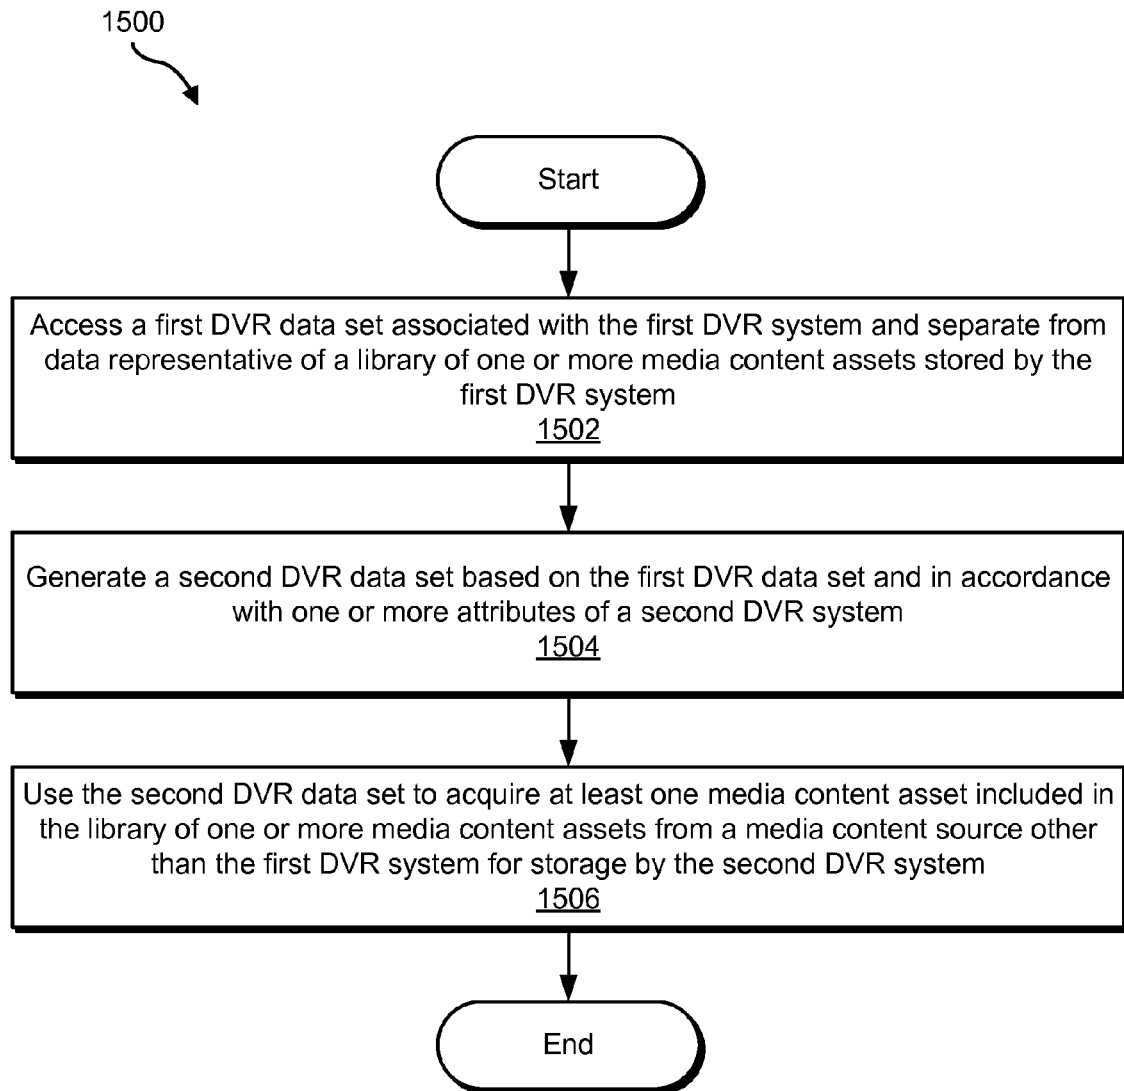 1500
Start
Access a first DVR data set associated with the first DVR system and separate from
data representative of a library of one or more media content assets stored by the
first DVR system
1502
Generate a second DVR data set based on the first DVR data set and in accordance
with one or more attributes of a second DVR system
1504
Use the second DVR data set to acquire at least one media content asset included in
the library of one or more media content assets from a media content source other
than the first DVR system for storage by the second DVR system
1506
End